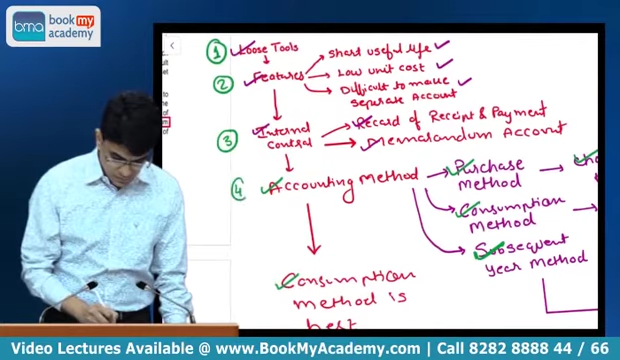 bma
book my
academy
① Loose Tools
② Features → Short useful life
→ Low unit cost
→ Difficult to make
separate Account
③ Internal
control → Record of Receipt & Payment
→ Memorandum Account
④ Accounting Method → Purchase
method →
Consumption
method →
Subsequent
year method
Consumption
method is
best
Video Lectures Available @ www.BookMyAcademy.com | Call 8282 8888 44 / 66